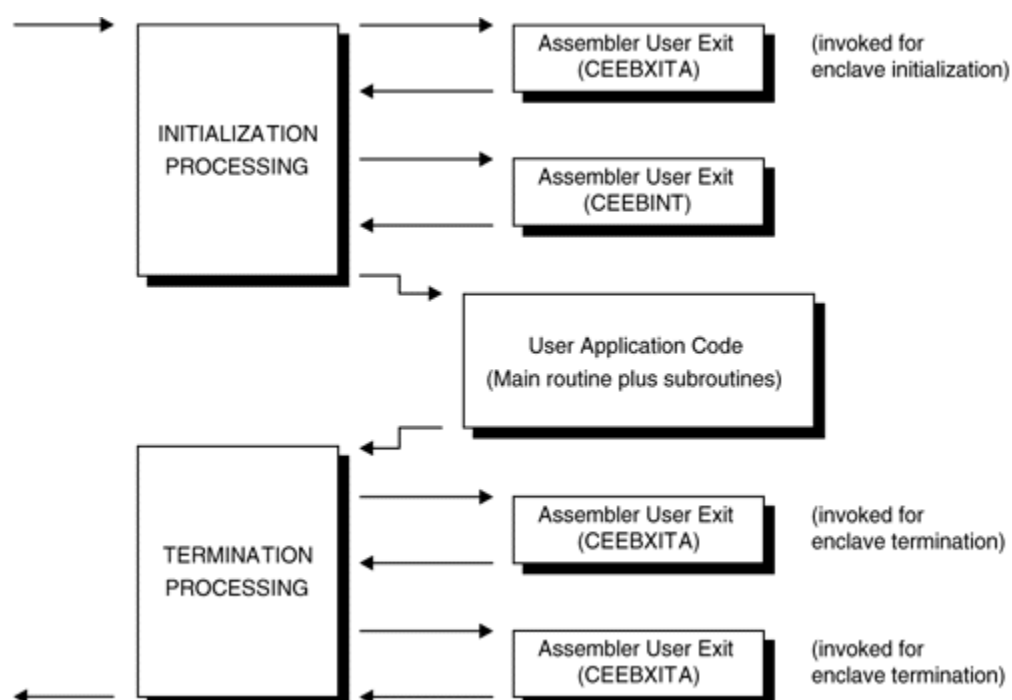 INITIALIZATION
PROCESSING
Assembler User Exit
(CEEBXITA)
(invoked for
enclave initialization)
Assembler User Exit
(CEEBINT)
User Application Code
(Main routine plus subroutines)
TERMINATION
PROCESSING
Assembler User Exit
(CEEBXITA)
(invoked for
enclave termination)
Assembler User Exit
(CEEBXITA)
(invoked for
enclave termination)